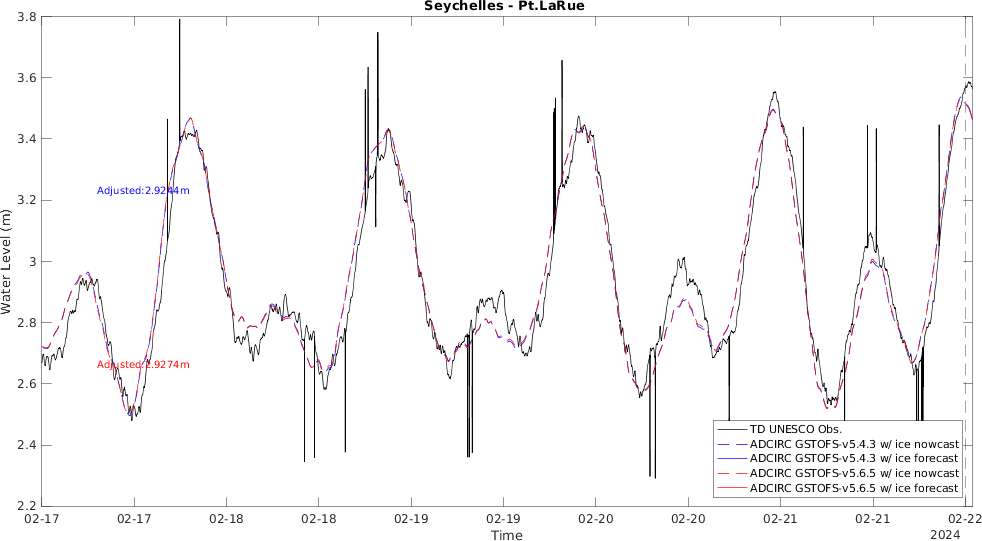 Seychelles - Pt.LaRue
3.8
3.6
3.4
3.2
3
2.8
2.6
2.4
2.2
Water Level (m)
Adjusted:2.9244m
Adjusted:2.9274m
TD UNESCO Obs.
ADCIRC GSTOFS-v5.4.3 w/ ice nowcast
ADCIRC GSTOFS-v5.4.3 w/ ice forecast
ADCIRC GSTOFS-v5.6.5 w/ ice nowcast
ADCIRC GSTOFS-v5.6.5 w/ ice forecast
02-17 02-17 02-18 02-18 02-19 02-19 02-20 02-20 02-21 02-21 02-22
Time
2024